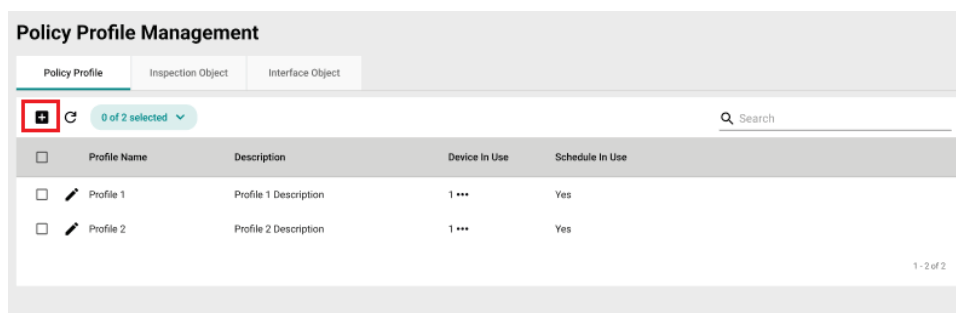 Policy Profile Management
Policy Profile Inspection Object Interface Object
0 of 2 selected Search
Profile Name Description Device In Use Schedule In Use
Profile 1 Profile 1 Description 1 ••• Yes
Profile 2 Profile 2 Description 1 ••• Yes
1 - 2 of 2